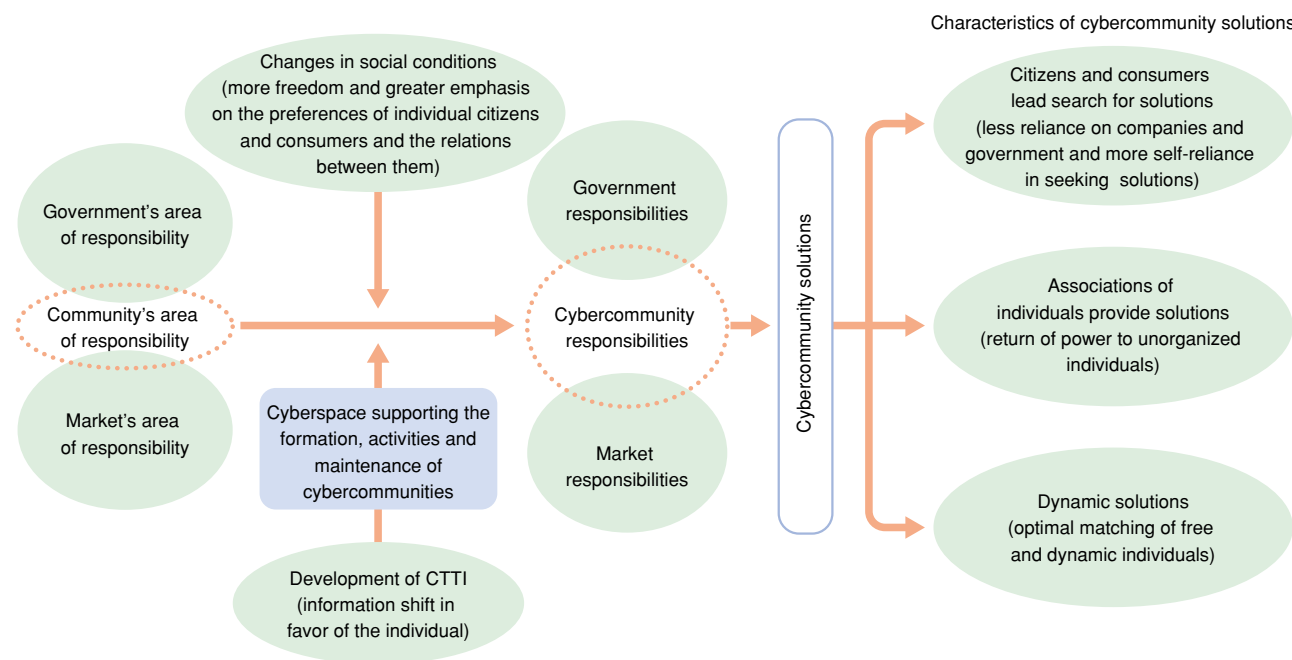 Characteristics of cybercommunity solutions
Changes in social conditions
(more freedom and greater emphasis
on the preferences of individual citizens
and consumers and the relations
between them)
Government's area
of responsibility
Community's area
of responsibility
Market's area
of responsibility
Cyberspace supporting the
formation, activities and
maintenance of
cybercommunities
Development of CTTI
(information shift in
favor of the individual)
Government
responsibilities
Cybercommunity
responsibilities
Market
responsibilities
Cybercommunity solutions
Citizens and consumers
lead search for solutions
(less reliance on companies and
government and more self-reliance
in seeking solutions)
Associations of
individuals provide solutions
(return of power to unorganized
individuals)
Dynamic solutions
(optimal matching of free
and dynamic individuals)